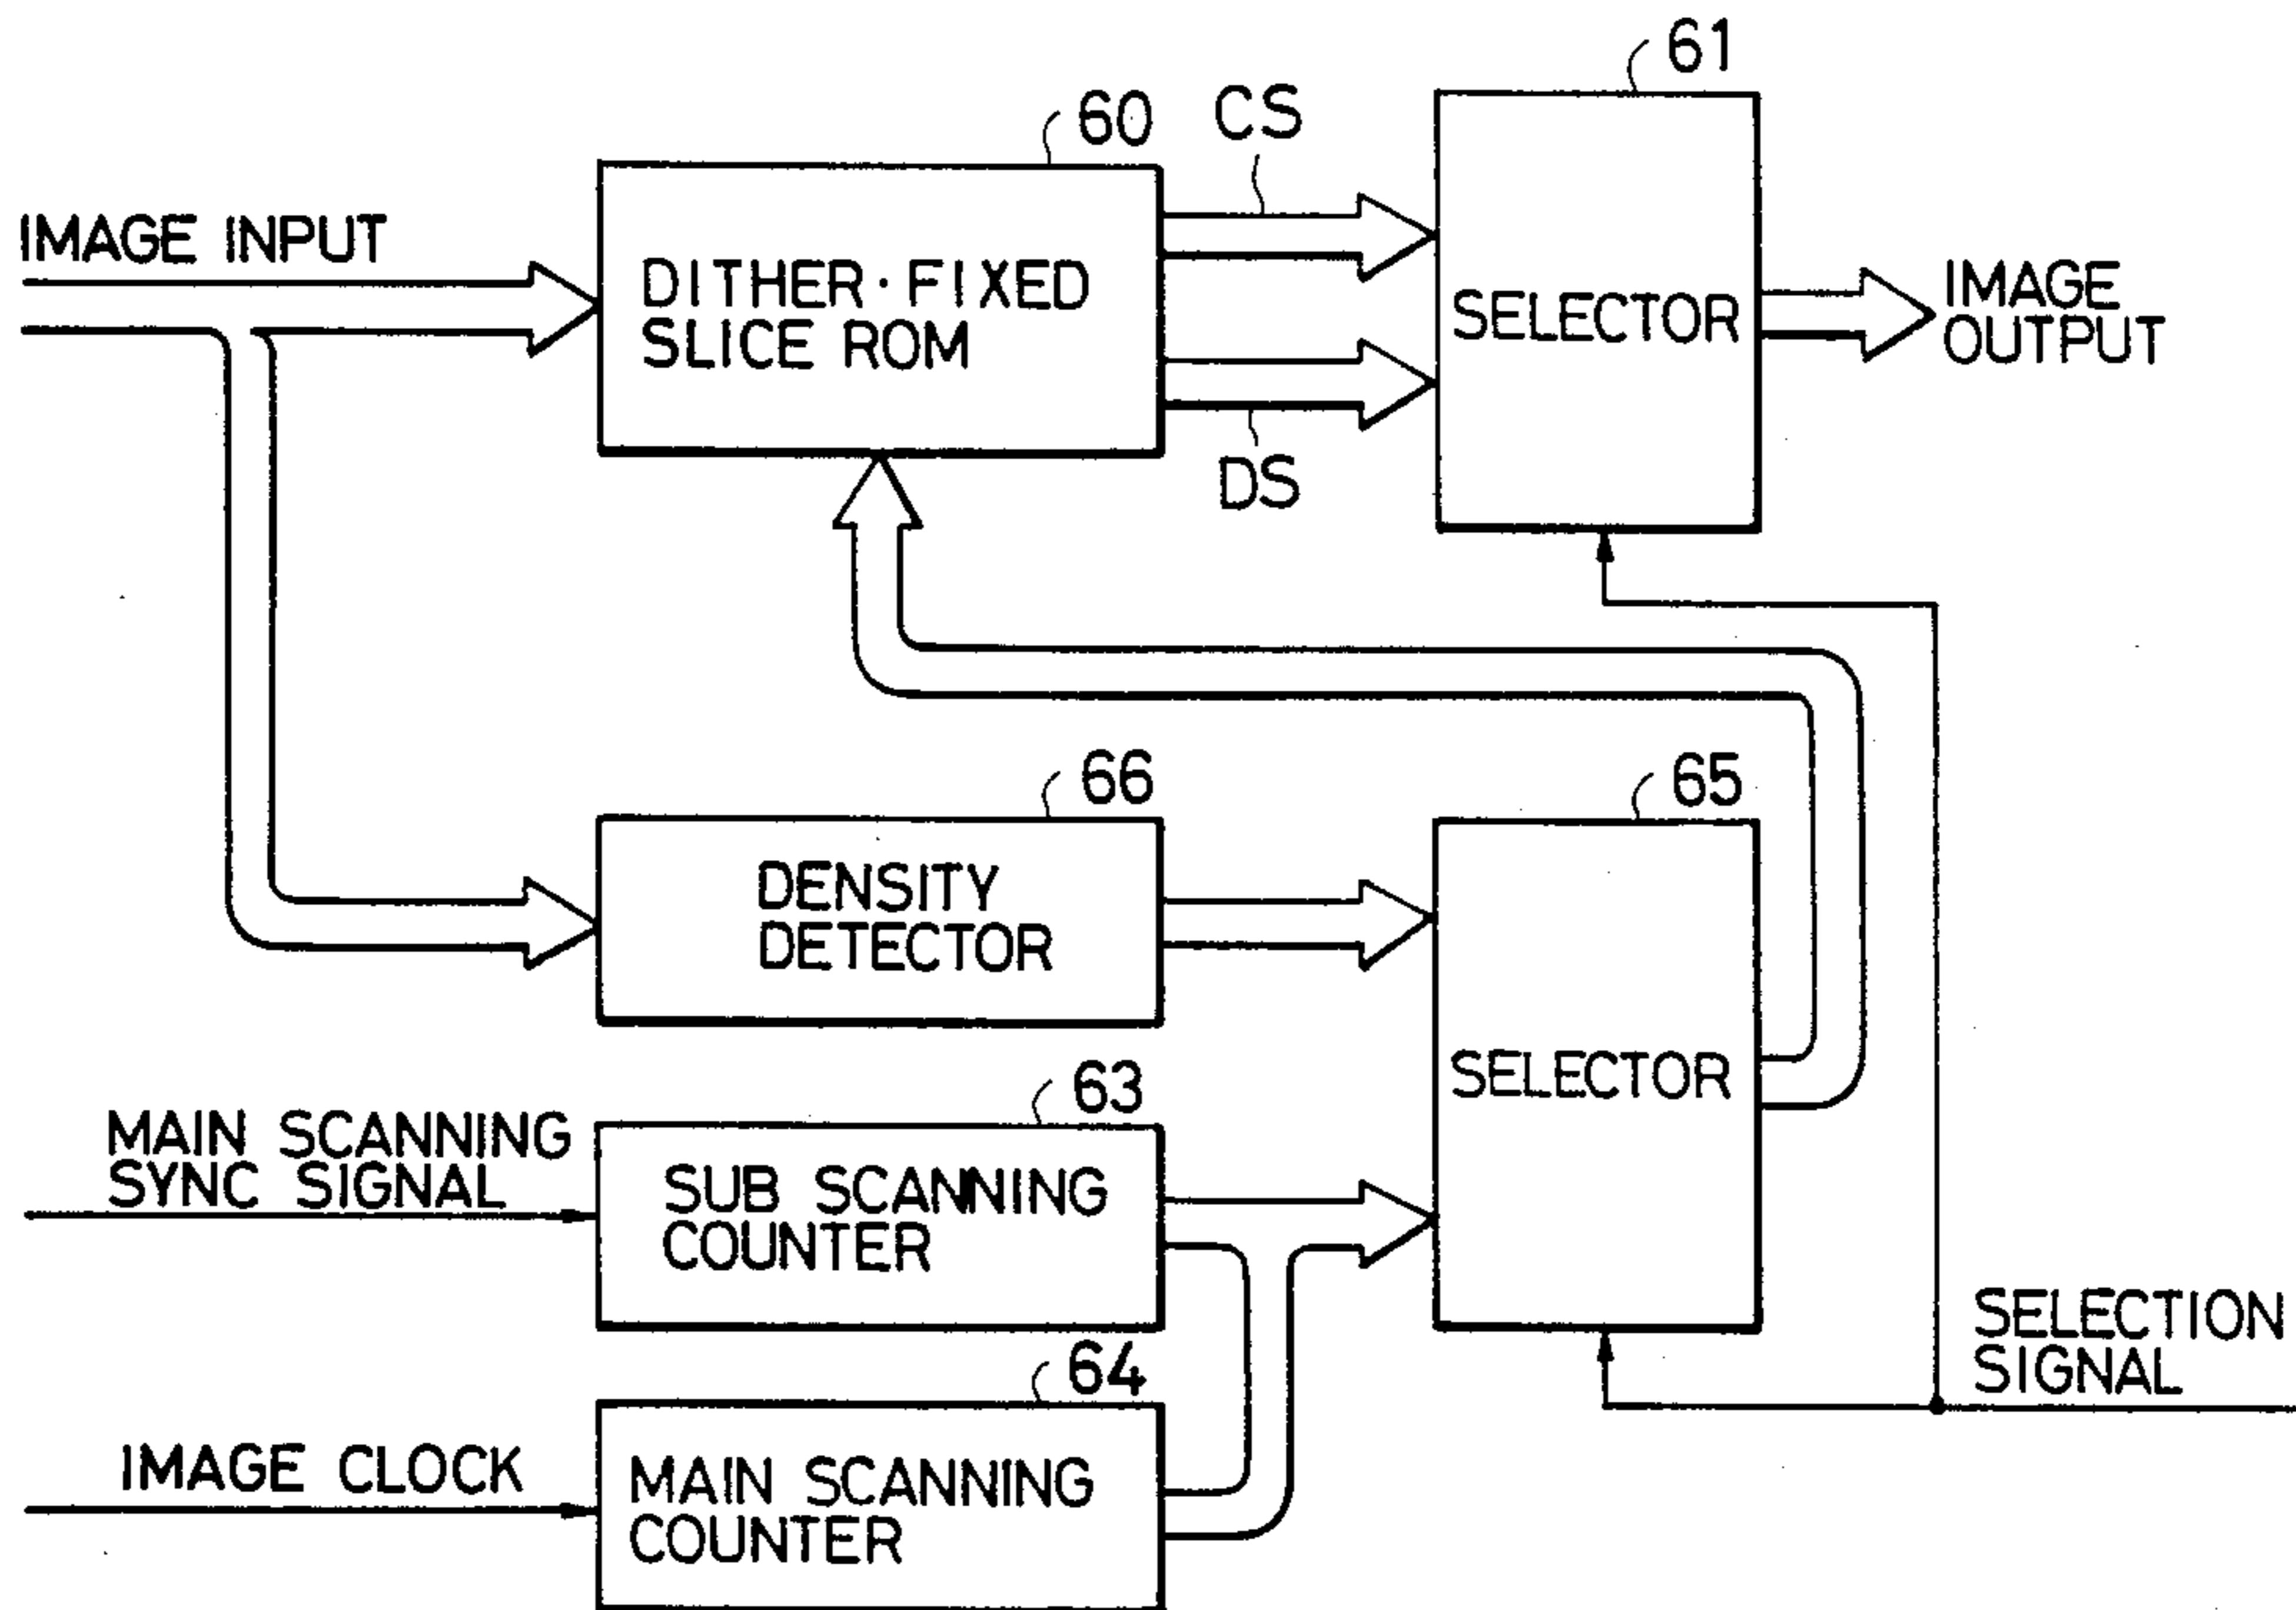 61
60
CS
IMAGE INPUT
DITHER·FIXED
SLICE ROM
SELECTOR
IMAGE
OUTPUT
DS
66
65
DENSITY
DETECTOR
SELECTOR
63
MAIN SCANNING
SYNC SIGNAL
SUB SCANNING
COUNTER
SELECTION
SIGNAL
64
IMAGE CLOCK
MAIN SCANNING
COUNTER